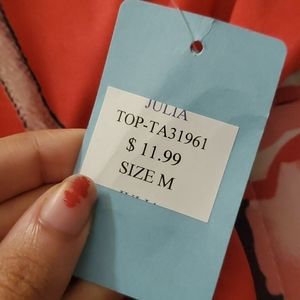 JULIA
TOP-TA31961
$ 11.99
SIZE M